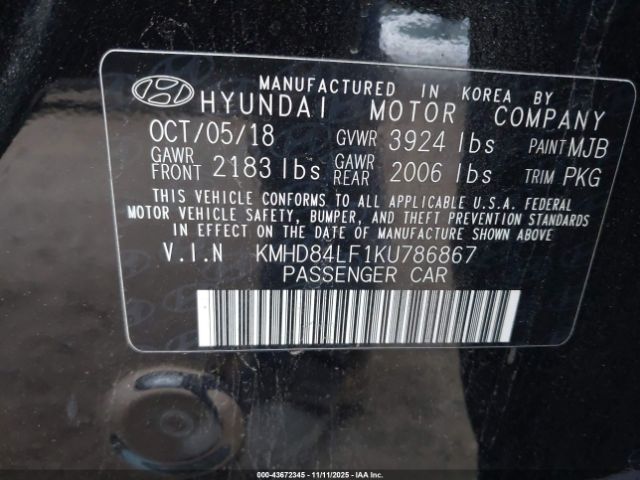 MANUFACTURED IN KOREA BY
HYUNDAI MOTOR COMPANY
OCT/05/18 GVWR 3924 lbs PAINT MJB
GAWR FRONT 2183 lbs GAWR REAR 2006 lbs TRIM PKG
THIS VEHICLE CONFORMS TO ALL APPLICABLE U.S.A. FEDERAL
MOTOR VEHICLE SAFETY, BUMPER, AND THEFT PREVENTION STANDARDS
IN EFFECT ON THE DATE OF MANUFACTURE SHOWN ABOVE
V.I.N KMHD84LF1KU786867
PASSENGER CAR
00-43672345 - 11/11/2025 - IAA Inc.